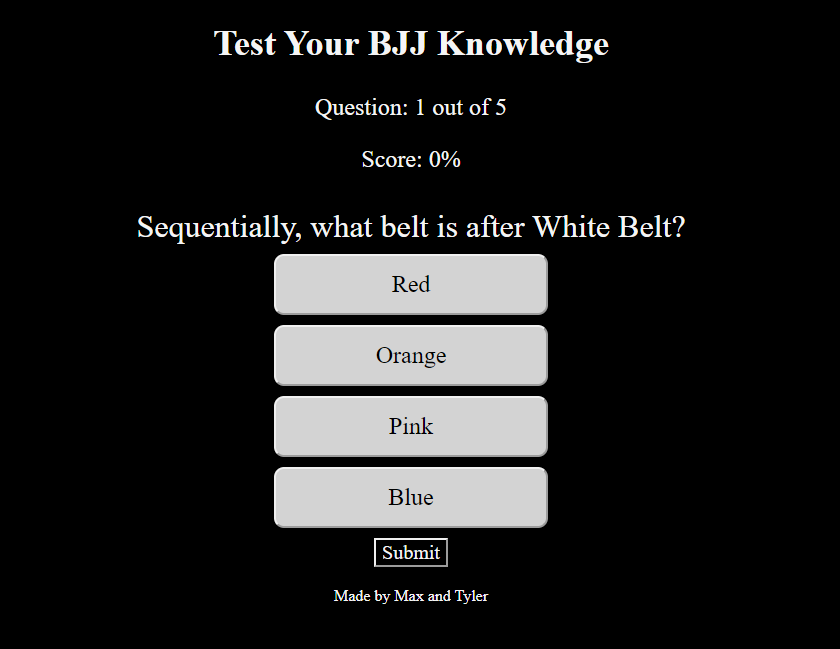 Test Your BJJ Knowledge
Question: 1 out of 5
Score: 0%
Sequentially, what belt is after White Belt?
Red
Orange
Pink
Blue
Submit
Made by Max and Tyler